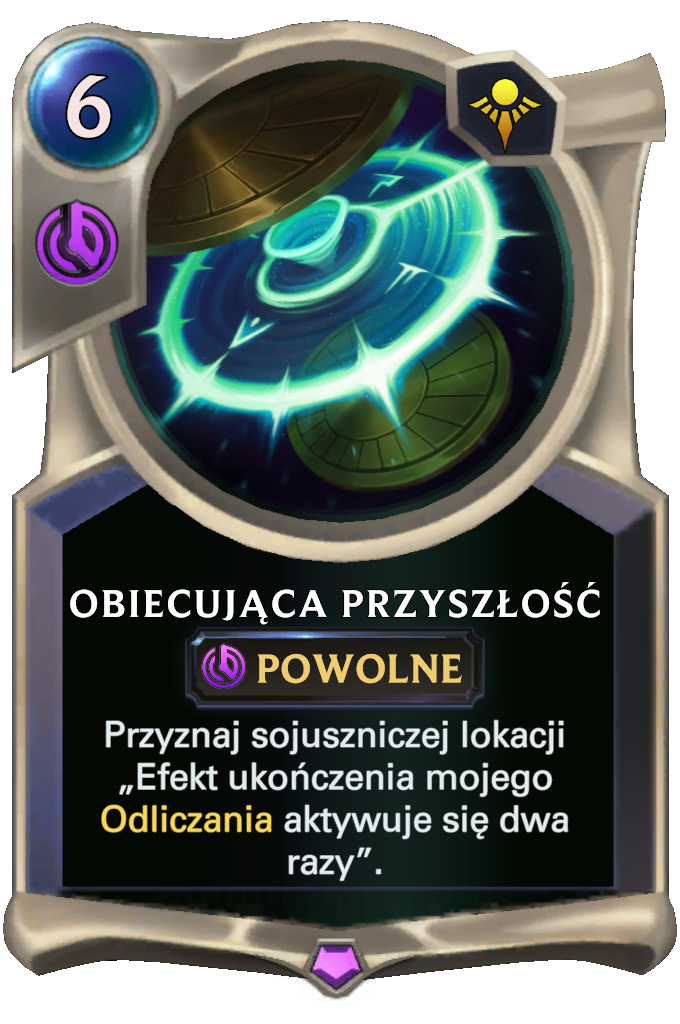 6
OBIECUJĄCA PRZYSZŁOŚĆ
POWOLNE
Przyznaj sojuszniczej lokacji
„Efekt ukończenia mojego
Odliczania aktywuje się dwa
razy”.